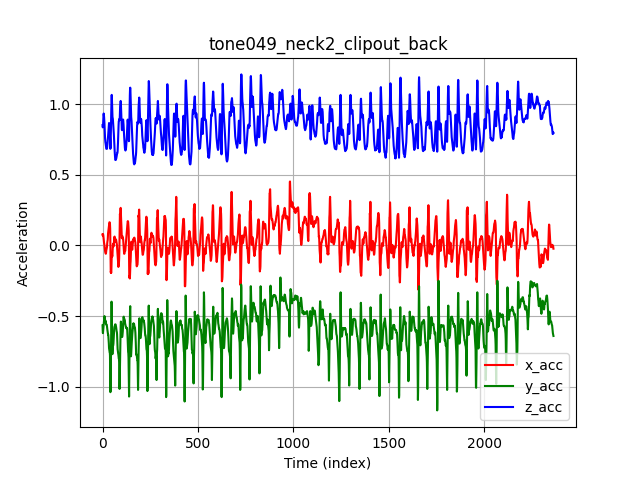 tone049_neck2_clipout_back
1.0
0.5
0.0
−0.5
−1.0
Acceleration
0 500 1000 1500 2000
Time (index)
x_acc
y_acc
z_acc